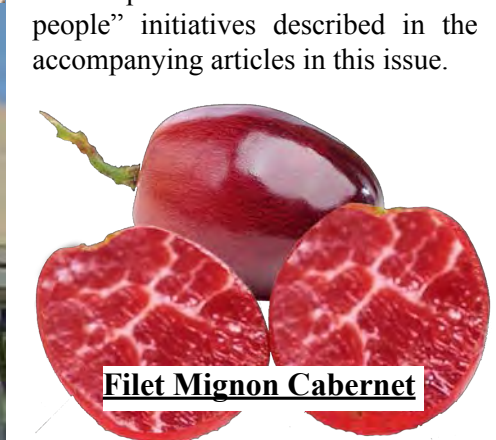 people” initiatives described in the
accompanying articles in this issue.
Filet Mignon Cabernet